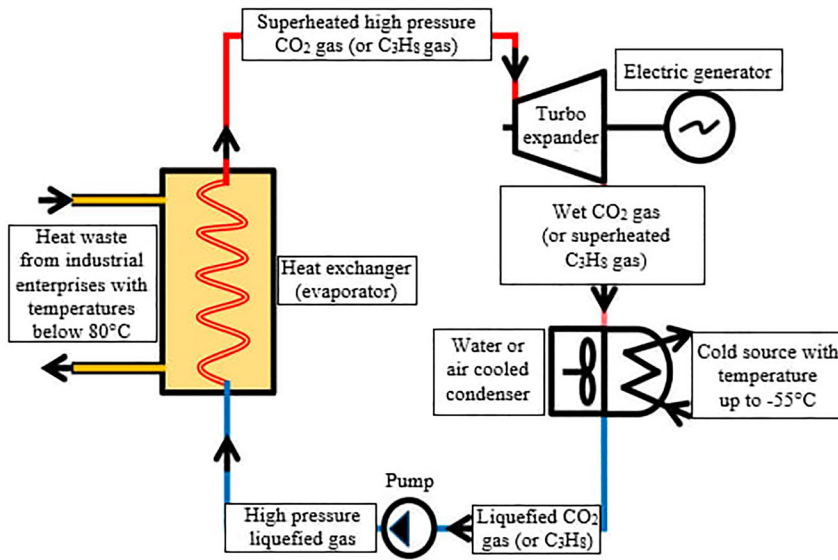 Superheated high pressure
CO₂ gas (or C₃H₈ gas)
Electric generator
Turbo
expander
Wet CO₂ gas
(or superheated
C₃H₈ gas)
Heat waste
from industrial
enterprises with
temperatures
below 80°C
Heat exchanger
(evaporator)
Water or
air cooled
condenser
Cold source with
temperature
up to -55°C
Pump
High pressure
liquefied gas
Liquefied CO₂
gas (or C₃H₈)